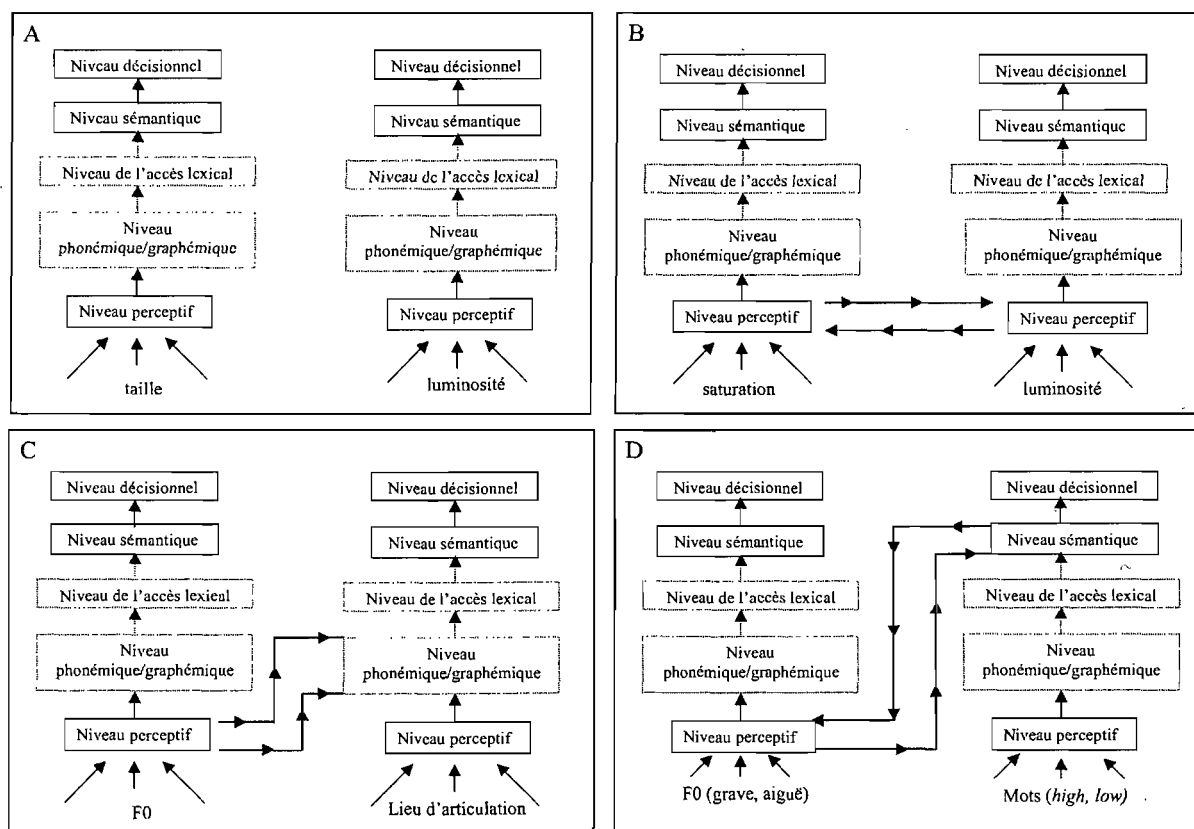 A
Niveau décisionnel
Niveau sémantique
Niveau de l'accès lexical
Niveau
phonémique/graphémique
Niveau perceptif
taille
Niveau décisionnel
Niveau sémantique
Niveau de l'accès lexical
Niveau
phonémique/graphémique
Niveau perceptif
luminosité
B
Niveau décisionnel
Niveau sémantique
Niveau de l'accès lexical
Niveau
phonémique/graphémique
Niveau perceptif
saturation
Niveau décisionnel
Niveau sémantique
Niveau de l'accès lexical
Niveau
phonémique/graphémique
Niveau perceptif
luminosité
C
Niveau décisionnel
Niveau sémantique
Niveau de l'accès lexical
Niveau
phonémique/graphémique
Niveau perceptif
F0
Niveau décisionnel
Niveau sémantique
Niveau de l'accès lexical
Niveau
phonémique/graphémique
Niveau perceptif
Lieu d'articulation
D
Niveau décisionnel
Niveau sémantique
Niveau de l'accès lexical
Niveau
phonémique/graphémique
Niveau perceptif
F0 (grave, aiguë)
Niveau décisionnel
Niveau sémantique
Niveau de l'accès lexical
Niveau
phonémique/graphémique
Niveau perceptif
Mots (high, low)